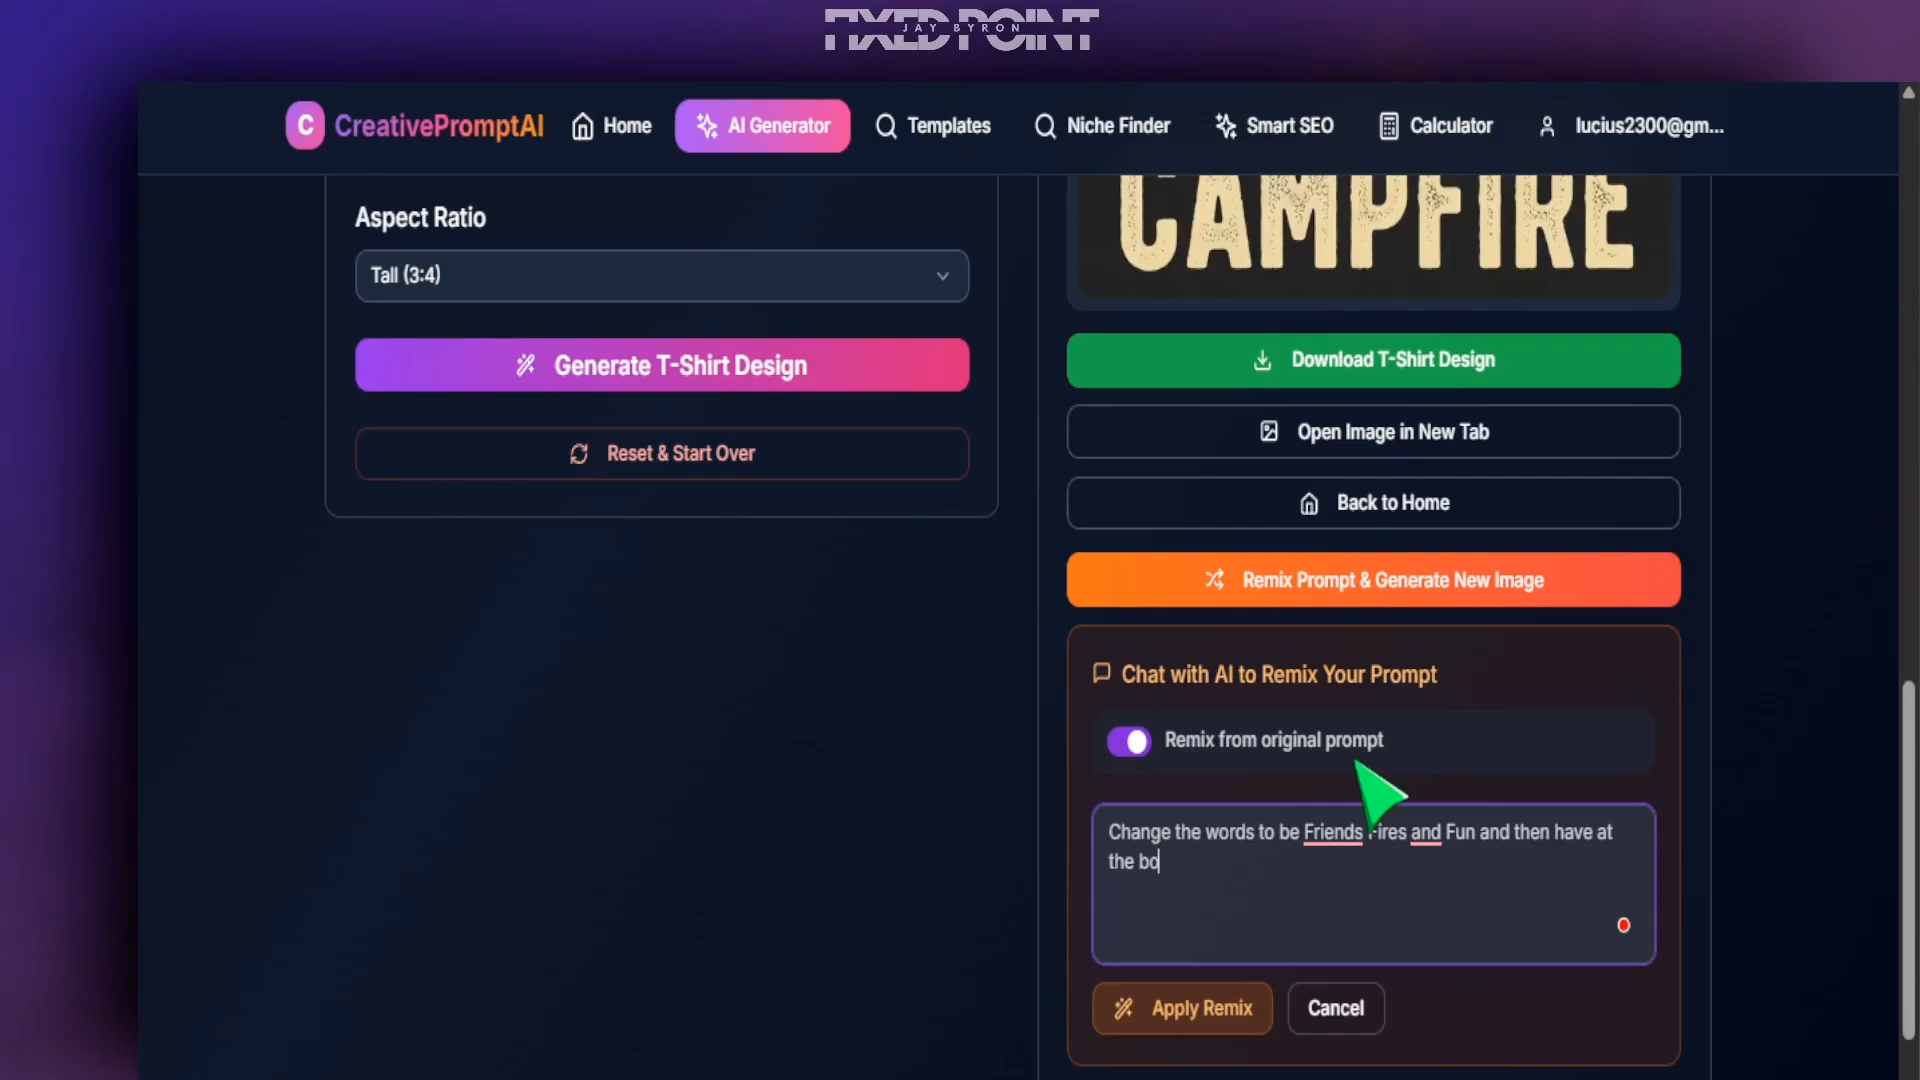 FIXED POINT
JAY BYRON
C CreativePromptAI Home AI Generator Templates Niche Finder Smart SEO Calculator lucius2300@gm...
Aspect Ratio
Tall (3:4)
Generate T-Shirt Design
Reset & Start Over
CAMPFIRE
Download T-Shirt Design
Open Image in New Tab
Back to Home
Remix Prompt & Generate New Image
Chat with AI to Remix Your Prompt
Remix from original prompt
Change the words to be Friends Fires and Fun and then have at
the bo
Apply Remix
Cancel